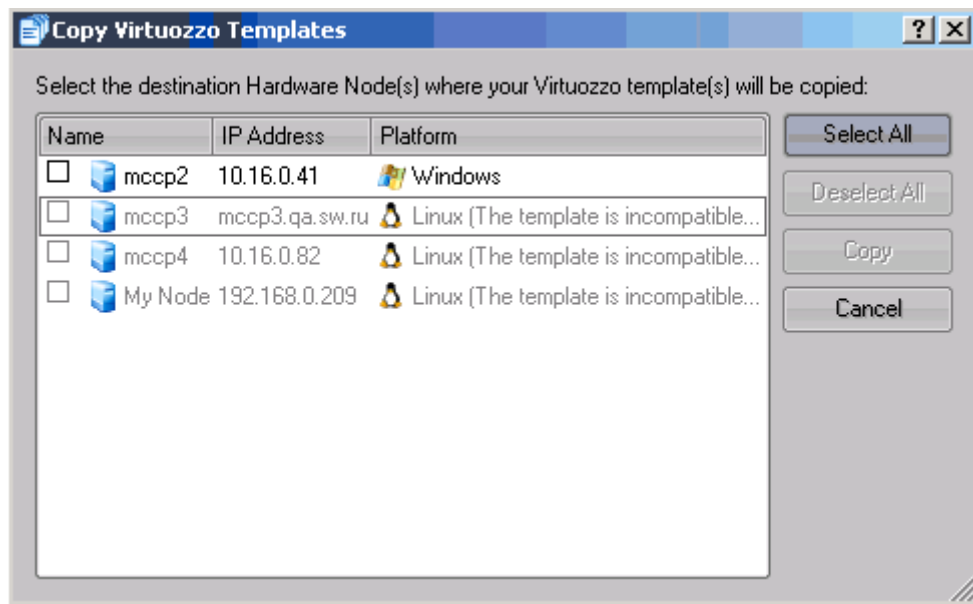 Copy Virtuozzo Templates
Select the destination Hardware Node(s) where your Virtuozzo template(s) will be copied:
Name IP Address Platform
Select All
mccp2 10.16.0.41 Windows
Deselect All
mccp3 mccp3.qa.sw.ru Linux (The template is incompatible...
mccp4 10.16.0.82 Linux (The template is incompatible...
Copy
My Node 192.168.0.209 Linux (The template is incompatible...
Cancel